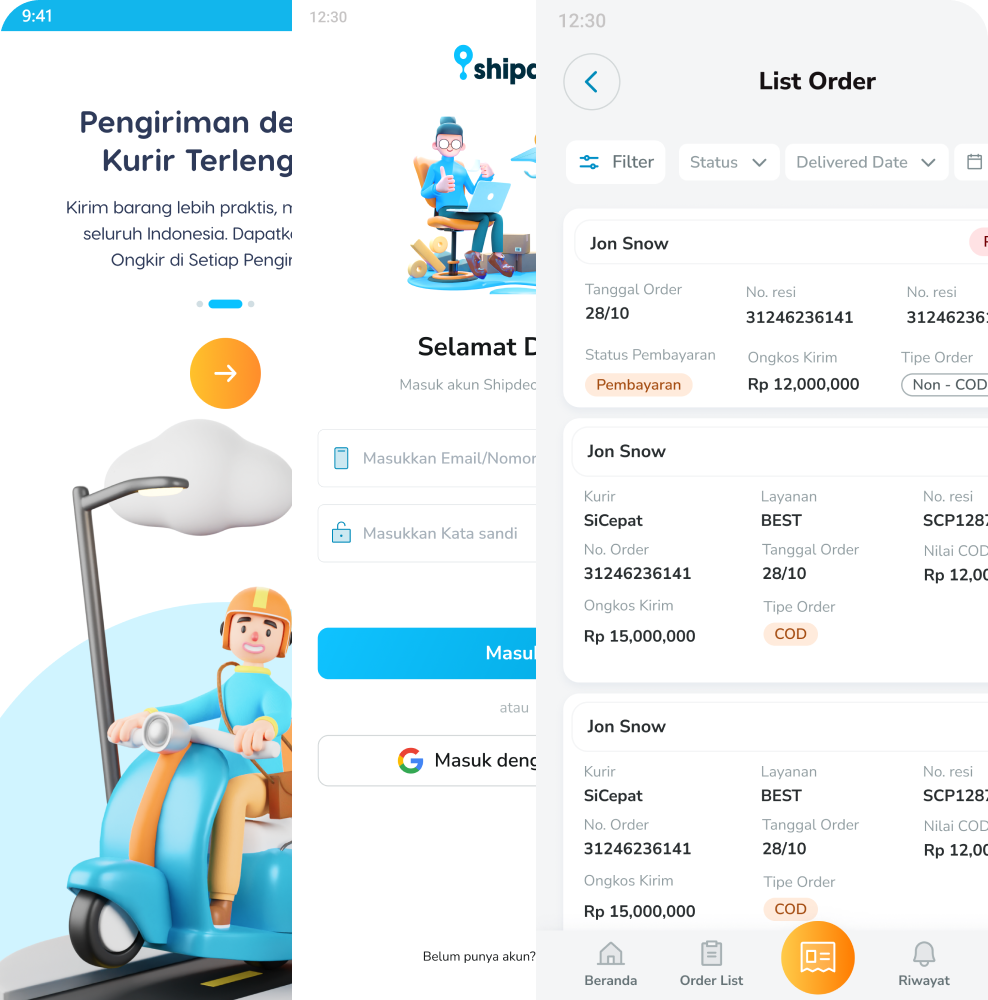 9:41
Pengiriman de
Kurir Terleng
Kirim barang lebih praktis, m
seluruh Indonesia. Dapatk
Ongkir di Setiap Pengir
12:30
shipd
Selamat D
Masuk akun Shipdec
Masukkan Email/Nomor
Masukkan Kata sandi
Masuk
atau
Masuk deng
Belum punya akun?
12:30
List Order
Filter
Status
Delivered Date
Jon Snow
Tanggal Order
No. resi
No. resi
28/10
31246236141
31246236
Status Pembayaran
Ongkos Kirim
Tipe Order
Pembayaran
Rp 12,000,000
Non - COD
Jon Snow
Kurir
Layanan
No. resi
SiCepat
BEST
SCP1287
No. Order
Tanggal Order
Nilai COD
31246236141
28/10
Rp 12,00
Ongkos Kirim
Tipe Order
Rp 15,000,000
COD
Jon Snow
Kurir
Layanan
No. resi
SiCepat
BEST
SCP1287
No. Order
Tanggal Order
Nilai COD
31246236141
28/10
Rp 12,00
Ongkos Kirim
Tipe Order
Rp 15,000,000
COD
Beranda
Order List
Riwayat